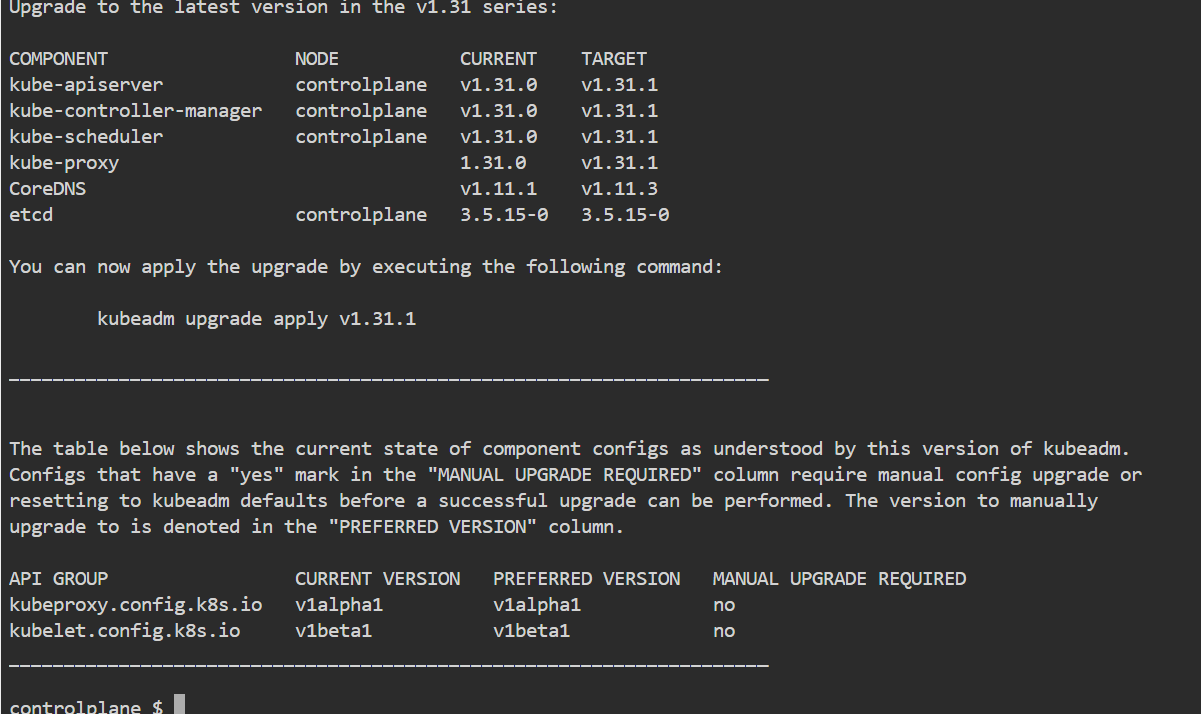 Upgrade to the latest version in the v1.31 series:
COMPONENT NODE CURRENT TARGET
kube-apiserver controlplane v1.31.0 v1.31.1
kube-controller-manager controlplane v1.31.0 v1.31.1
kube-scheduler controlplane v1.31.0 v1.31.1
kube-proxy 1.31.0 v1.31.1
CoreDNS v1.11.1 v1.11.3
etcd controlplane 3.5.15-0 3.5.15-0
You can now apply the upgrade by executing the following command:
kubeadm upgrade apply v1.31.1
_____________________________________________________________________
The table below shows the current state of component configs as understood by this version of kubeadm.
Configs that have a "yes" mark in the "MANUAL UPGRADE REQUIRED" column require manual config upgrade or
resetting to kubeadm defaults before a successful upgrade can be performed. The version to manually
upgrade to is denoted in the "PREFERRED VERSION" column.
API GROUP CURRENT VERSION PREFERRED VERSION MANUAL UPGRADE REQUIRED
kubeproxy.config.k8s.io v1alpha1 v1alpha1 no
kubelet.config.k8s.io v1beta1 v1beta1 no
_____________________________________________________________________
controlplane $